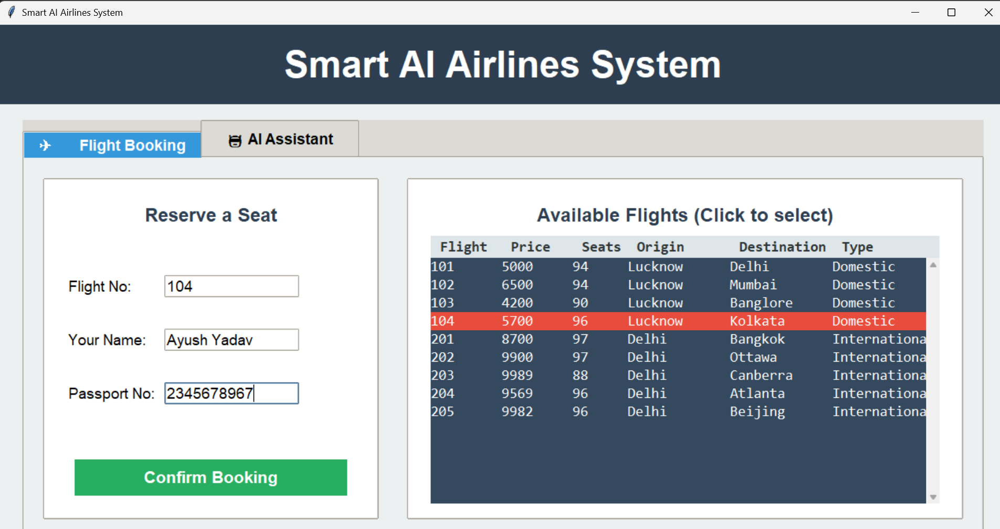 Smart AI Airlines System
Smart AI Airlines System
✈ Flight Booking
AI Assistant
Reserve a Seat
Flight No: 104
Your Name: Ayush Yadav
Passport No: 2345678967
Confirm Booking
Available Flights (Click to select)
Flight Price Seats Origin Destination Type
101 5000 94 Lucknow Delhi Domestic
102 6500 94 Lucknow Mumbai Domestic
103 4200 90 Lucknow Banglore Domestic
104 5700 96 Lucknow Kolkata Domestic
201 8700 97 Delhi Bangkok Internationa
202 9900 97 Delhi Ottawa Internationa
203 9989 88 Delhi Canberra Internationa
204 9569 96 Delhi Atlanta Internationa
205 9982 96 Delhi Beijing Internationa